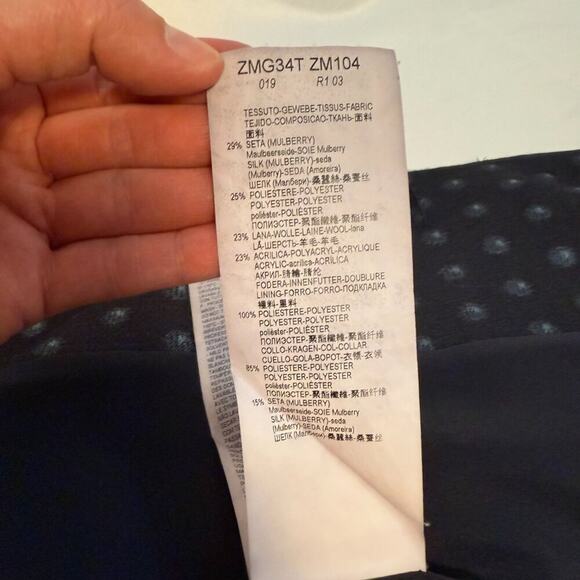 ZMG34T ZM104
019 R1 03
TESSUTO-GEWEBE-TISSUS-FABRIC
TEJIDO-COMPOSICAO-ТКАНЬ-面料
面料
29% SETA (MULBERRY)
Maulbeerseide-SOIE Mulberry
SILK (MULBERRY)-seda
(Mulberry)-SEDA (Amoreira)
ШЕЛК (Малбери)-桑蠶丝-桑蚕丝
25% POLIESTERE-POLYESTER
POLYESTER-POLYESTER
poliéster-POLIÉSTER
ПОЛИЭСТЕР-聚酯纖維-聚酯纤维
23% LANA-WOLLE-LAINE-WOOL-lana
LÃ-ШЕРСТЬ-羊毛-羊毛
23% ACRILICA-POLYACRYL-ACRYLIQUE
ACRYLIC-acrílica-ACRÍLICA
АКРИЛ-腈綸-腈纶
FODERA-INNENFUTTER-DOUBLURE
LINING-FORRO-FORRO-ПОДКЛАДКА
裡料-里料
100% POLIESTERE-POLYESTER
POLYESTER-POLYESTER
poliéster-POLIÉSTER
ПОЛИЭСТЕР-聚酯纖維-聚酯纤维
COLLO-KRAGEN-COL-COLLAR
CUELLO-GOLA-ВОРОТ-衣領-衣领
85% POLIESTERE-POLYESTER
POLYESTER-POLYESTER
poliéster-POLIÉSTER
ПОЛИЭСТЕР-聚酯纖維-聚酯纤维
15% SETA (MULBERRY)
Maulbeerseide-SOIE Mulberry
SILK (MULBERRY)-seda
(Mulberry)-SEDA (Amoreira)
ШЕЛК (Малбери)-桑蠶丝-桑蚕丝